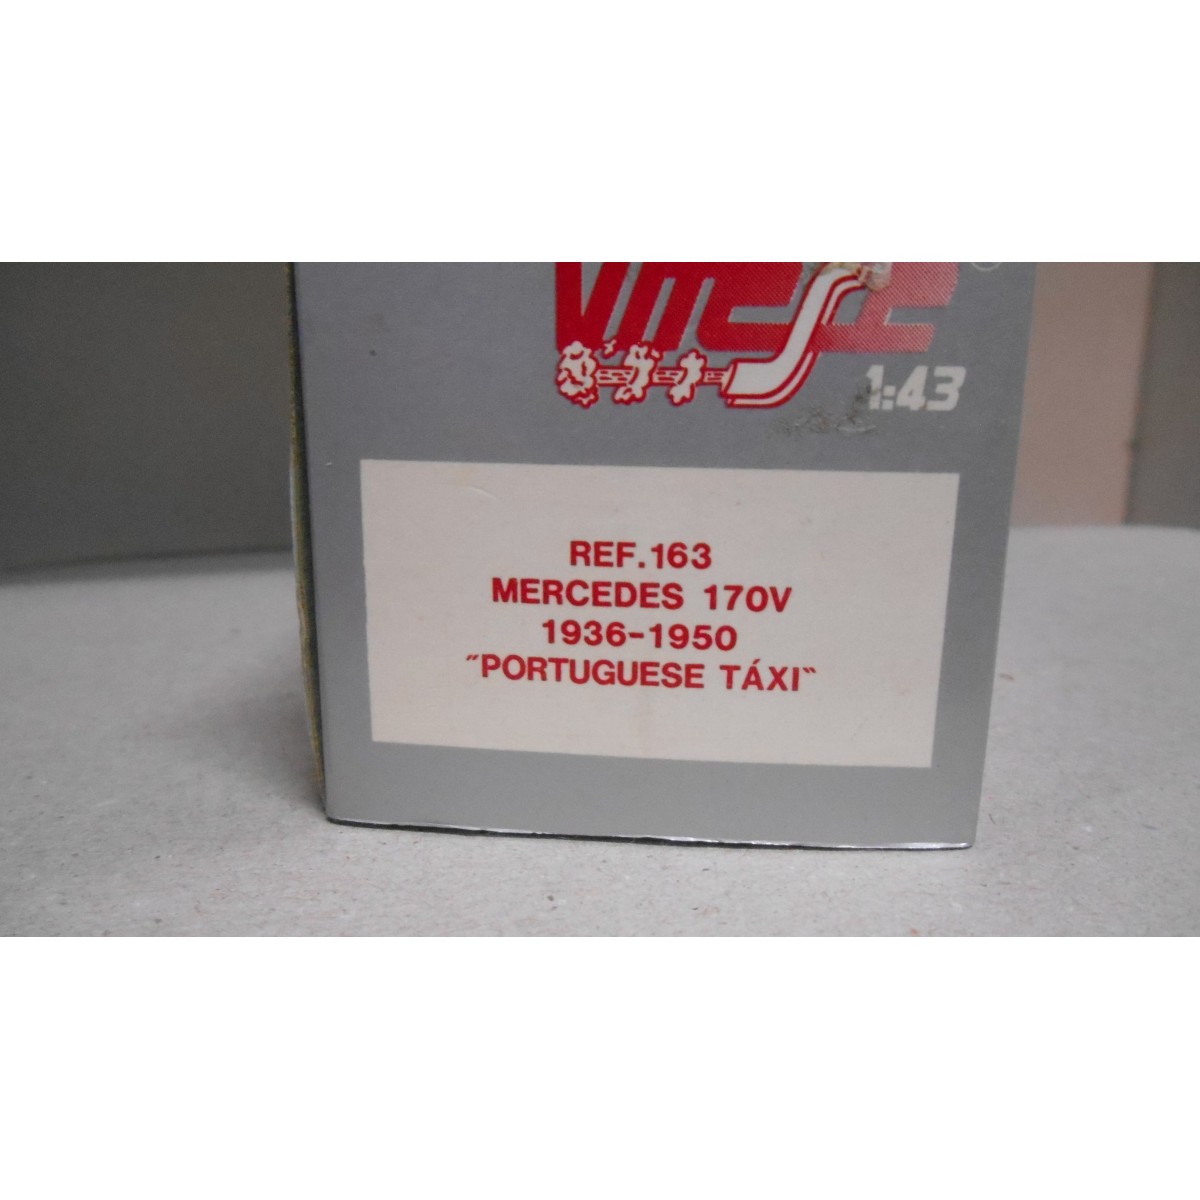 VITESSE
1:43
REF.163
MERCEDES 170V
1936-1950
"PORTUGUESE TÁXI"